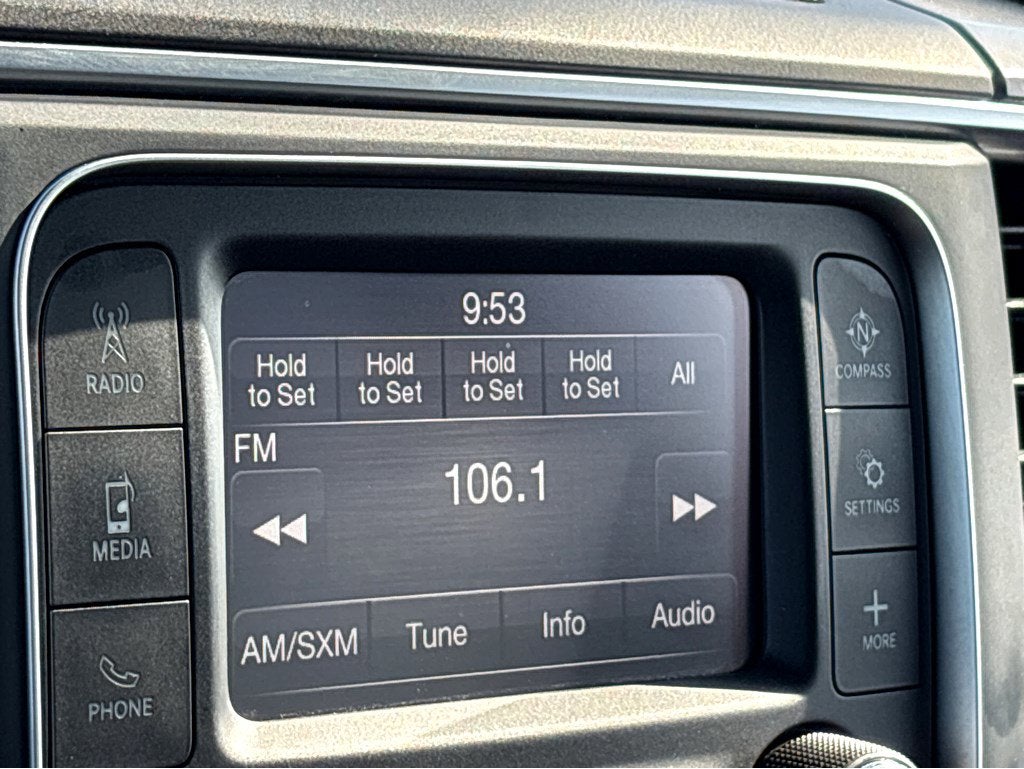 9:53
Hold to Set
Hold to Set
Hold to Set
Hold to Set
All
FM
106.1
AM/SXM
Tune
Info
Audio
RADIO
MEDIA
PHONE
N
COMPASS
SETTINGS
MORE